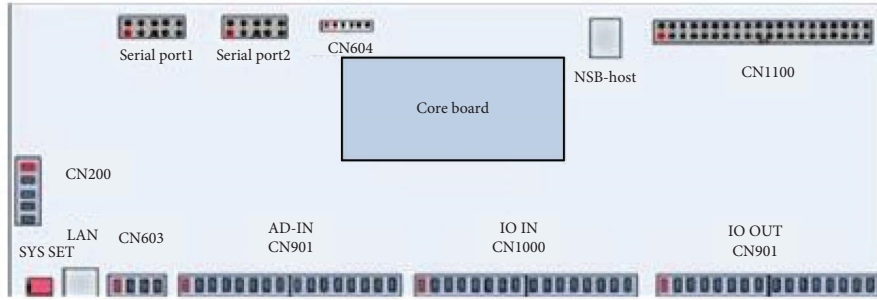 Serial port1
Serial port2
CN604
NSB-host
CN1100
Core board
CN200
LAN
SYS SET
CN603
AD-IN
CN901
IO IN
CN1000
IO OUT
CN901